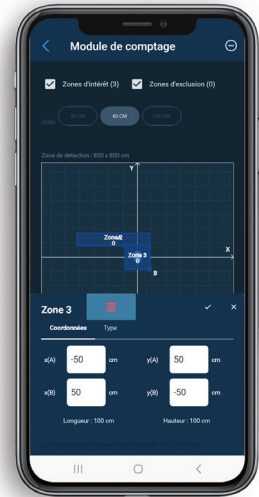 Module de comptage
Zones d'intérêt (3) Zones d'exclusion (0)
Grille 60 CM
Zone de détection : 800 x 800 cm
Y
0
X
Zone 3
0
B
Zone 3
Coordonnées Type
x(A) -50 cm y(A) 50 cm
x(B) 50 cm y(B) -50 cm
Longueur : 100 cm Hauteur : 100 cm